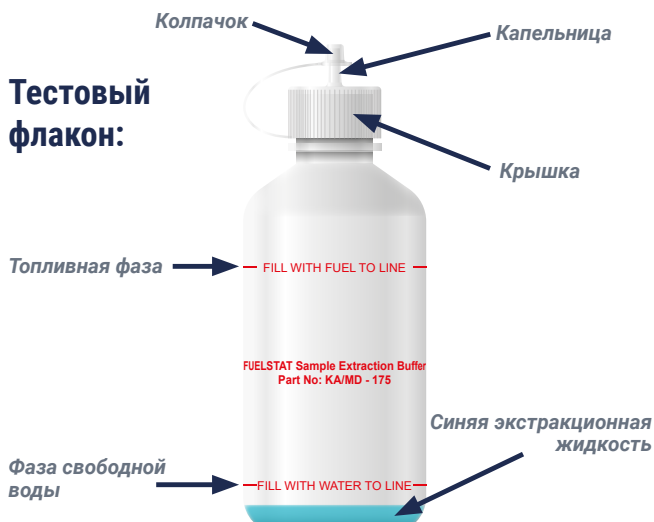 Колпачок
Капельница
Тестовый
флакон:
Крышка
Топливная фаза
FILL WITH FUEL TO LINE
FUELSTAT Sample Extraction Buffer
Part No: KA/MD - 175
Синяя экстракционная
жидкость
Фаза свободной
воды
FILL WITH WATER TO LINE